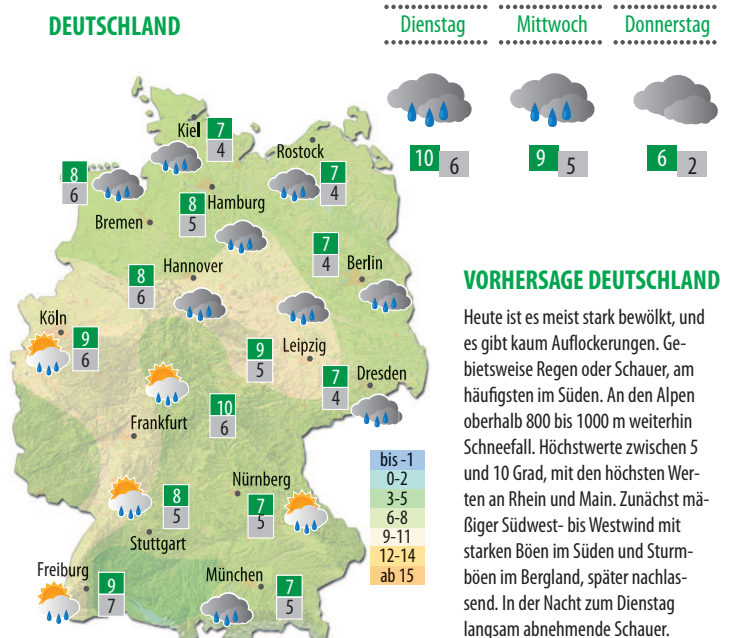 DEUTSCHLAND
Dienstag Mittwoch Donnerstag
10 6 9 5 6 2
Kiel 7
4
Rostock
7
4
8
6
8
5
Hamburg
Bremen
7
4
Berlin
Hannover
8
6
Köln
9
6
9
5
Leipzig
7
4
Dresden
10
6
Frankfurt
Nürnberg
8
5
7
5
Stuttgart
Freiburg
9
7
München
7
5
bis -1
0-2
3-5
6-8
9-11
12-14
ab 15
VORHERSAGE DEUTSCHLAND
Heute ist es meist stark bewölkt, und
es gibt kaum Auflockerungen. Ge-
bietsweise Regen oder Schauer, am
häufigsten im Süden. An den Alpen
oberhalb 800 bis 1000 m weiterhin
Schneefall. Höchstwerte zwischen 5
und 10 Grad, mit den höchsten Wer-
ten an Rhein und Main. Zunächst mä-
ßiger Südwest- bis Westwind mit
starken Böen im Süden und Sturm-
böen im Bergland, später nachlas-
send. In der Nacht zum Dienstag
langsam abnehmende Schauer.